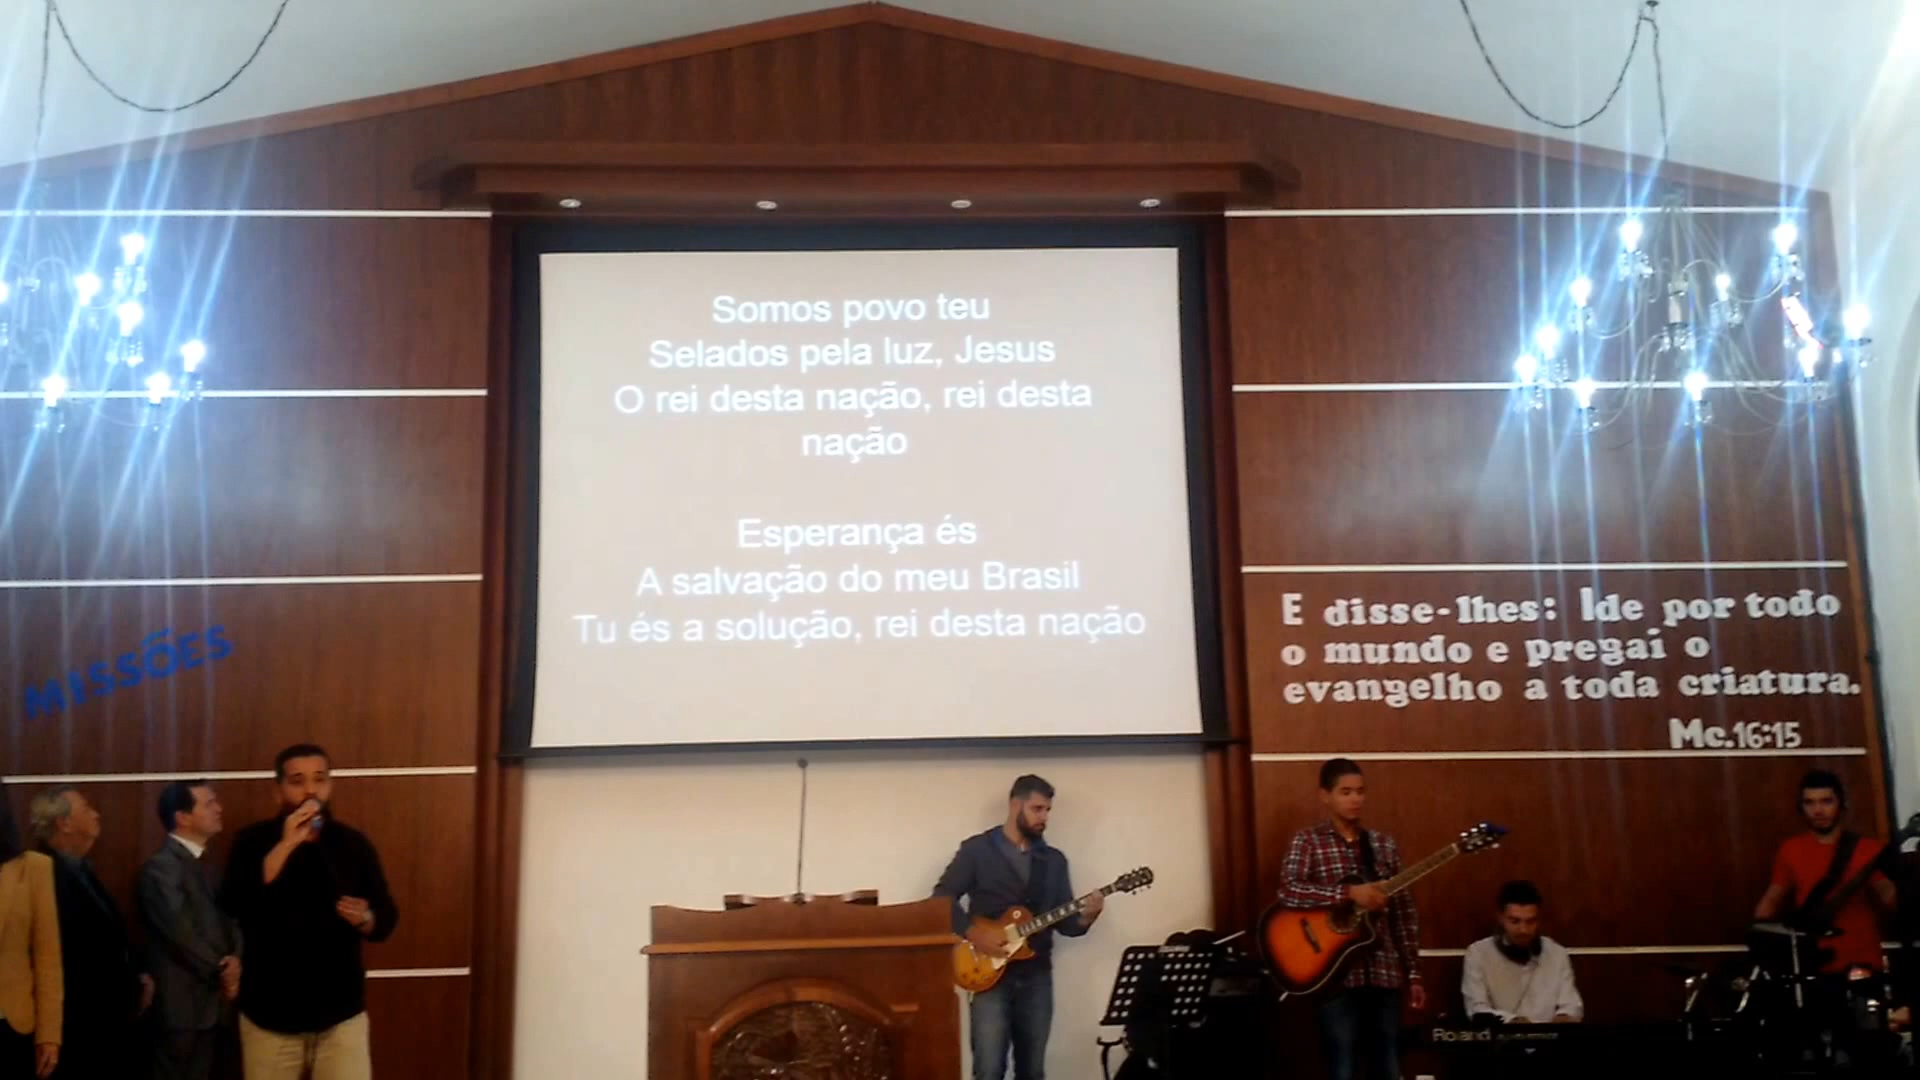 Somos povo teu
Selados pela luz, Jesus
O rei desta nação, rei desta
nação
Esperança és
A salvação do meu Brasil
Tu és a solução, rei desta nação
MISSÕES
E disse-lhes: Ide por todo
o mundo e pregai o
evangelho a toda criatura.
Mc.16:15
Roland